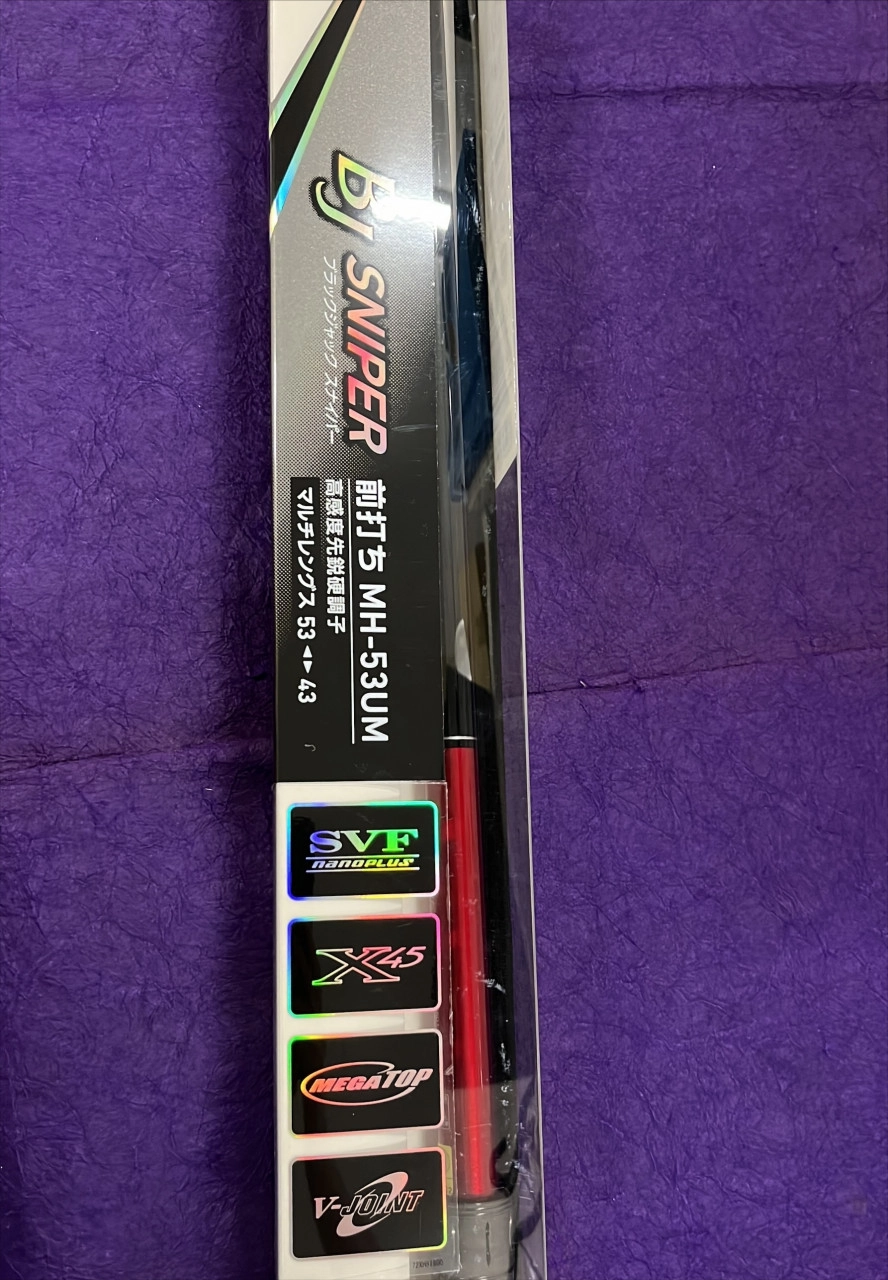 BJ SNIPER
ブラックジャック スナイパー
前打ち MH-53UM
高感度先鋭硬調子
マルチレングス 53◀▶43
SVF
nanoPLUS
X45
MEGATOP
V-JOINT